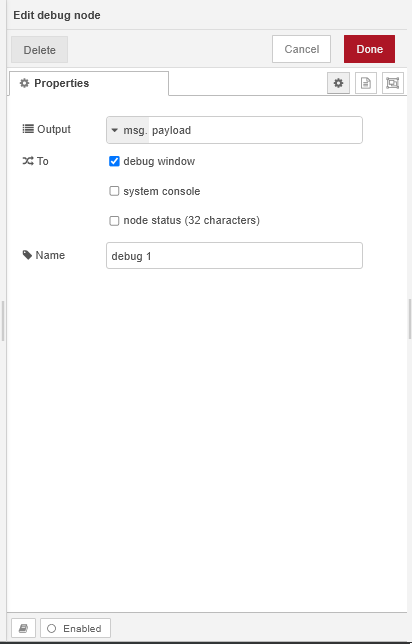 Edit debug node
Delete
Cancel
Done
Properties
Output
msg. payload
To
debug window
system console
node status (32 characters)
Name
debug 1
Enabled